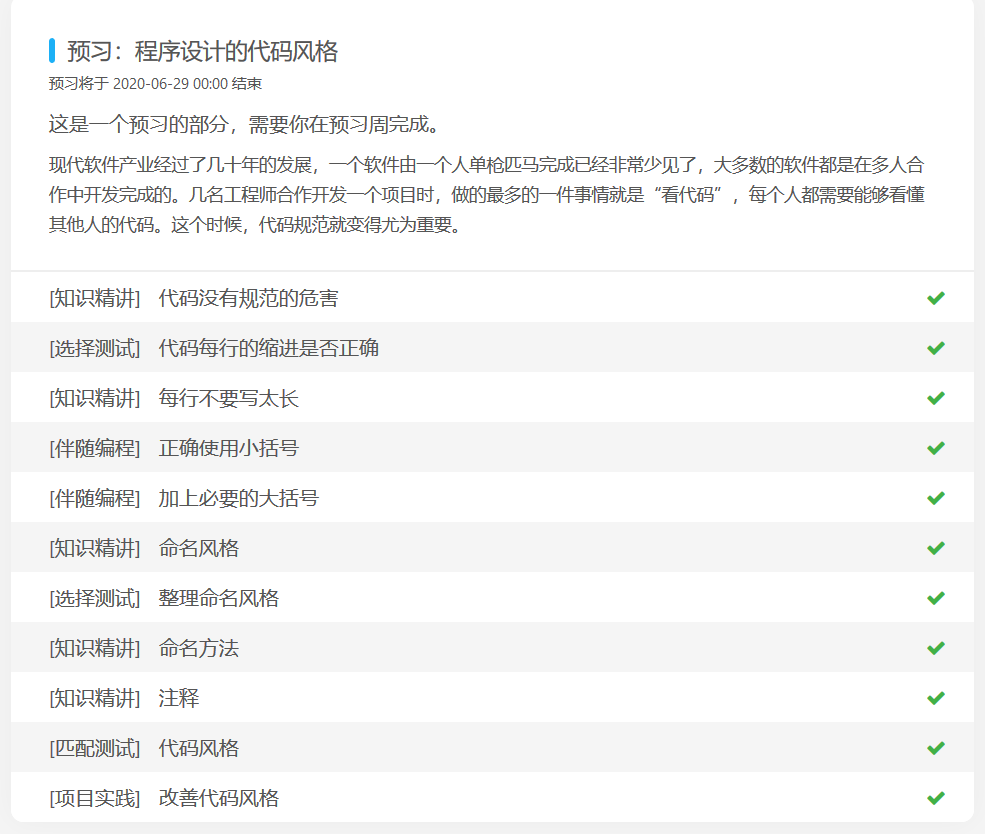 预习：程序设计的代码风格
预习将于 2020-06-29 00:00 结束
这是一个预习的部分，需要你在预习周完成。
现代软件产业经过了几十年的发展，一个软件由一个人单枪匹马完成已经非常少见了，大多数的软件都是在多人合
作中开发完成的。几名工程师合作开发一个项目时，做的最多的一件事情就是“看代码”，每个人都需要能够看懂
其他人的代码。这个时候，代码规范就变得尤为重要。
[知识精讲] 代码没有规范的危害
[选择测试] 代码每行的缩进是否正确
[知识精讲] 每行不要写太长
[伴随编程] 正确使用小括号
[伴随编程] 加上必要的大括号
[知识精讲] 命名风格
[选择测试] 整理命名风格
[知识精讲] 命名方法
[知识精讲] 注释
[匹配测试] 代码风格
[项目实践] 改善代码风格